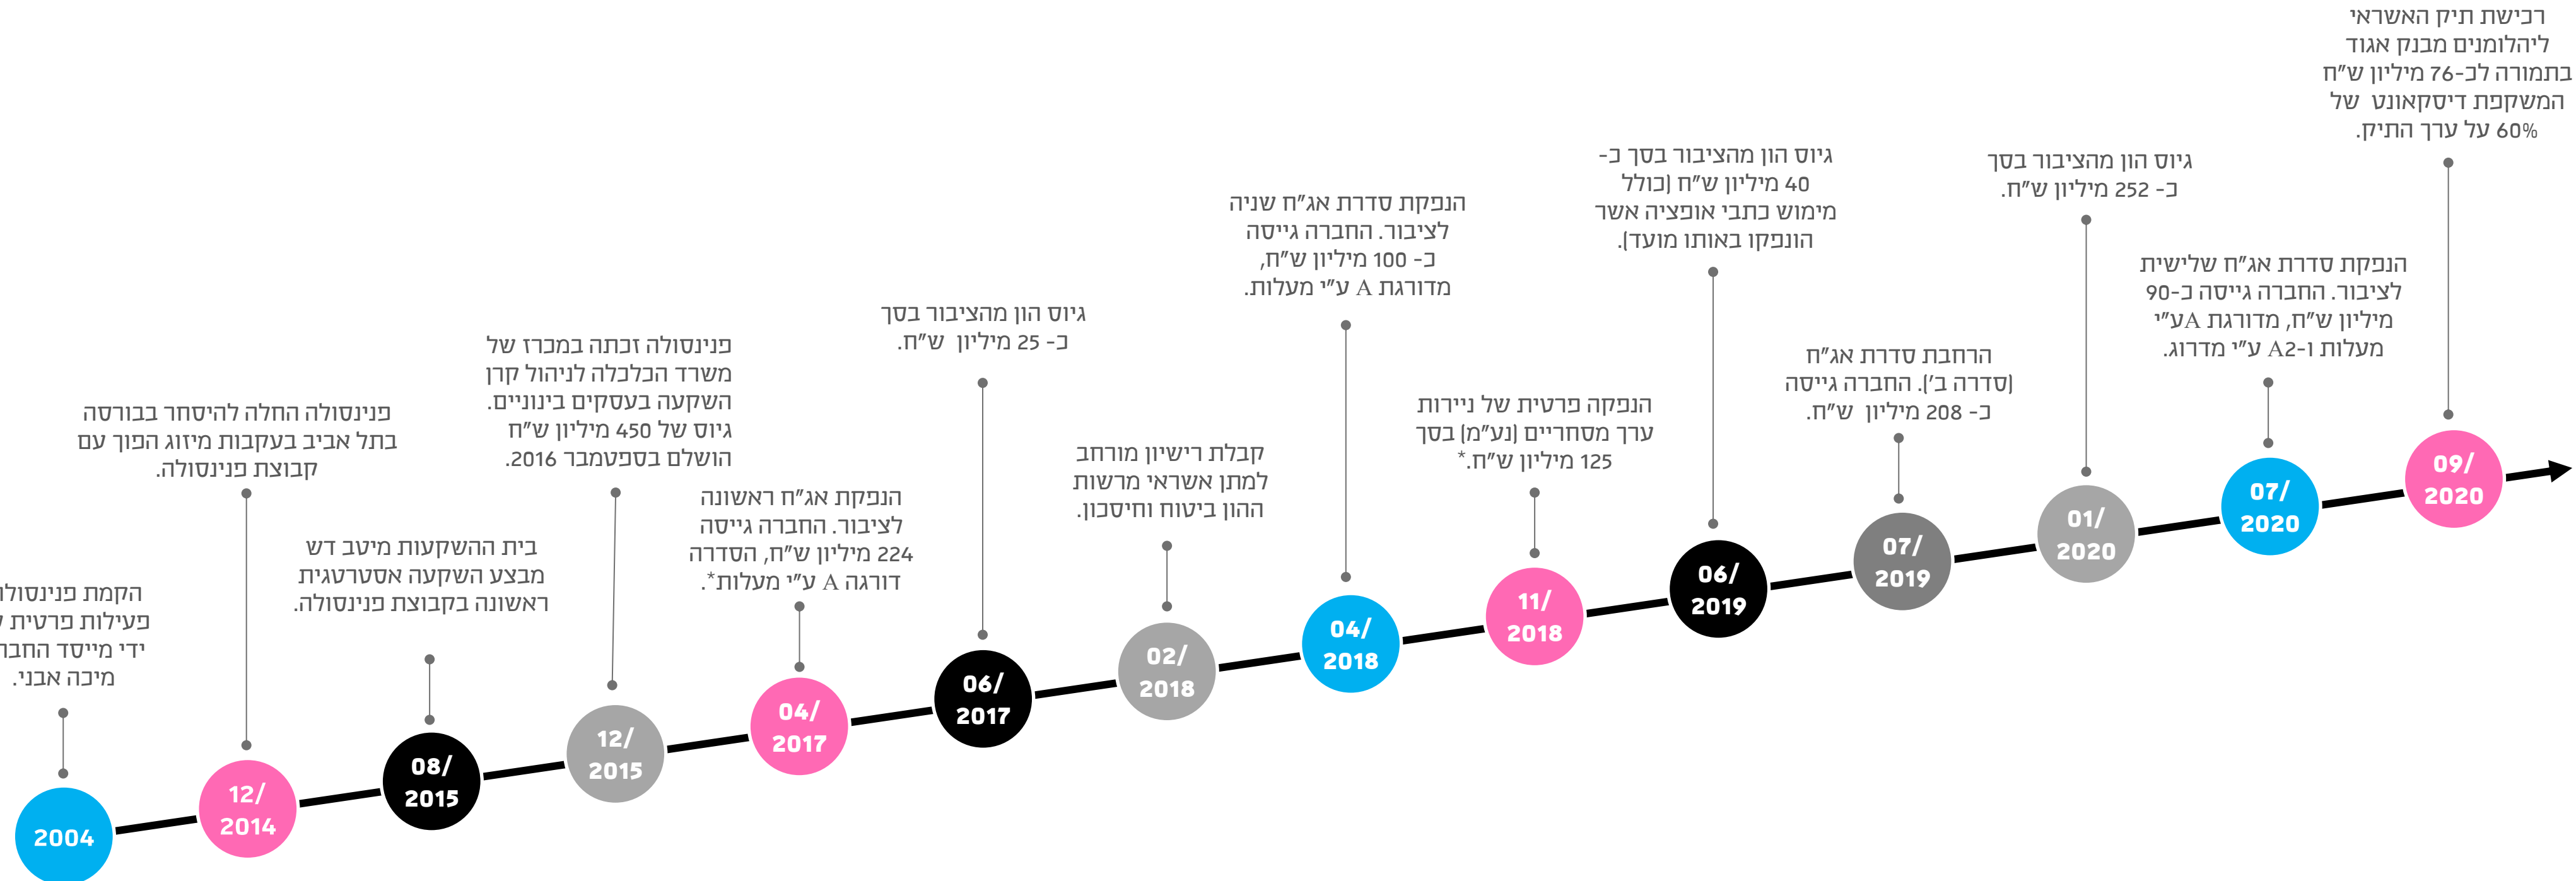 הקמת פנינסולה
פעילות פרטית
ידי מייסד
מיכה אבני.
2004
פנינסולה החלה להיסחר בבורסה
בתל אביב בעקבות מיזוג הפוך עם
קבוצת פנינסולה.
12/
2014
בית ההשקעות מיטב דש
מבצע השקעה אסטרטגית
ראשונה בקבוצת פנינסולה.
08/
2015
פנינסולה זכתה במכרז של
משרד הכלכלה לניהול קרן
השקעה בעסקים בינוניים.
גיוס של 450 מיליון ש"ח
הושלם בספטמבר 2016.
12/
2015
הנפקת אג"ח ראשונה
לציבור. החברה גייסה
224 מיליון ש"ח, הסדרה
דורגה A ע"י מעלות*.
04/
2017
גיוס הון מהציבור בסך
כ- 25 מיליון ש"ח.
06/
2017
קבלת רישיון מורחב
למתן אשראי מרשות
ההון ביטוח וחיסכון.
02/
2018
הנפקת סדרת אג"ח שניה
לציבור. החברה גייסה
כ- 100 מיליון ש"ח,
מדורגת A ע"י מעלות.
04/
2018
הנפקה פרטית של ניירות
ערך מסחריים (נע"מ) בסך
125 מיליון ש"ח.*
11/
2018
גיוס הון מהציבור בסך כ-
40 מיליון ש"ח (כולל
מימוש כתבי אופציה אשר
הונפקו באותו מועד).
06/
2019
הרחבת סדרת אג"ח
(סדרה ב'). החברה גייסה
כ- 208 מיליון ש"ח.
07/
2019
גיוס הון מהציבור בסך
כ- 252 מיליון ש"ח.
01/
2020
הנפקת סדרת אג"ח שלישית
לציבור. החברה גייסה כ-90
מיליון ש"ח, מדורגת Aע"י
מעלות ו-A2 ע"י מדרוג.
07/
2020
רכישת תיק האשראי
ליהלומנים מבנק אגוד
בתמורה לכ-76 מיליון ש"ח
המשקפת דיסקאונט של
60% על ערך התיק.
09/
2020